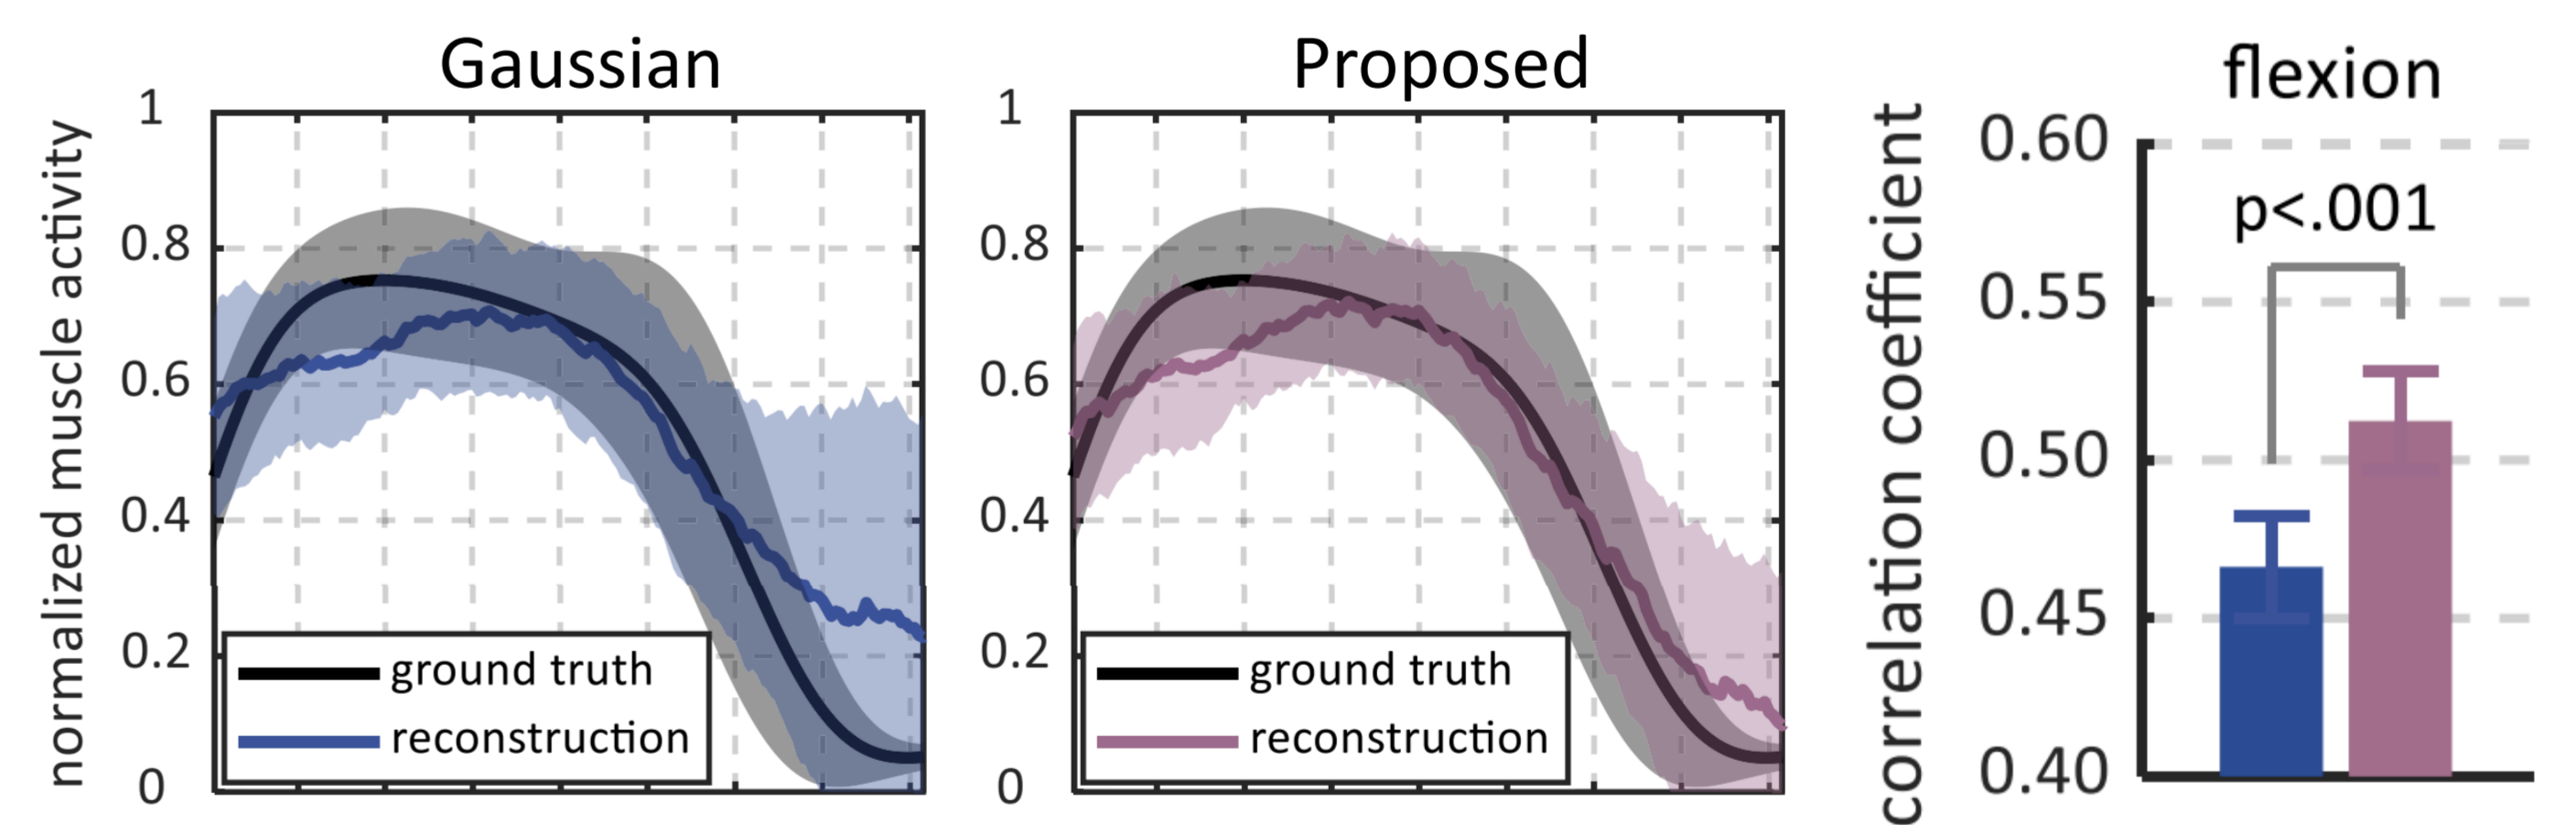 Gaussian
normalized muscle activity
1
0.8
0.6
0.4
0.2
0
ground truth
reconstruction
Proposed
1
0.8
0.6
0.4
0.2
0
ground truth
reconstruction
flexion
correlation coefficient
0.60
0.55
0.50
0.45
0.40
p<.001